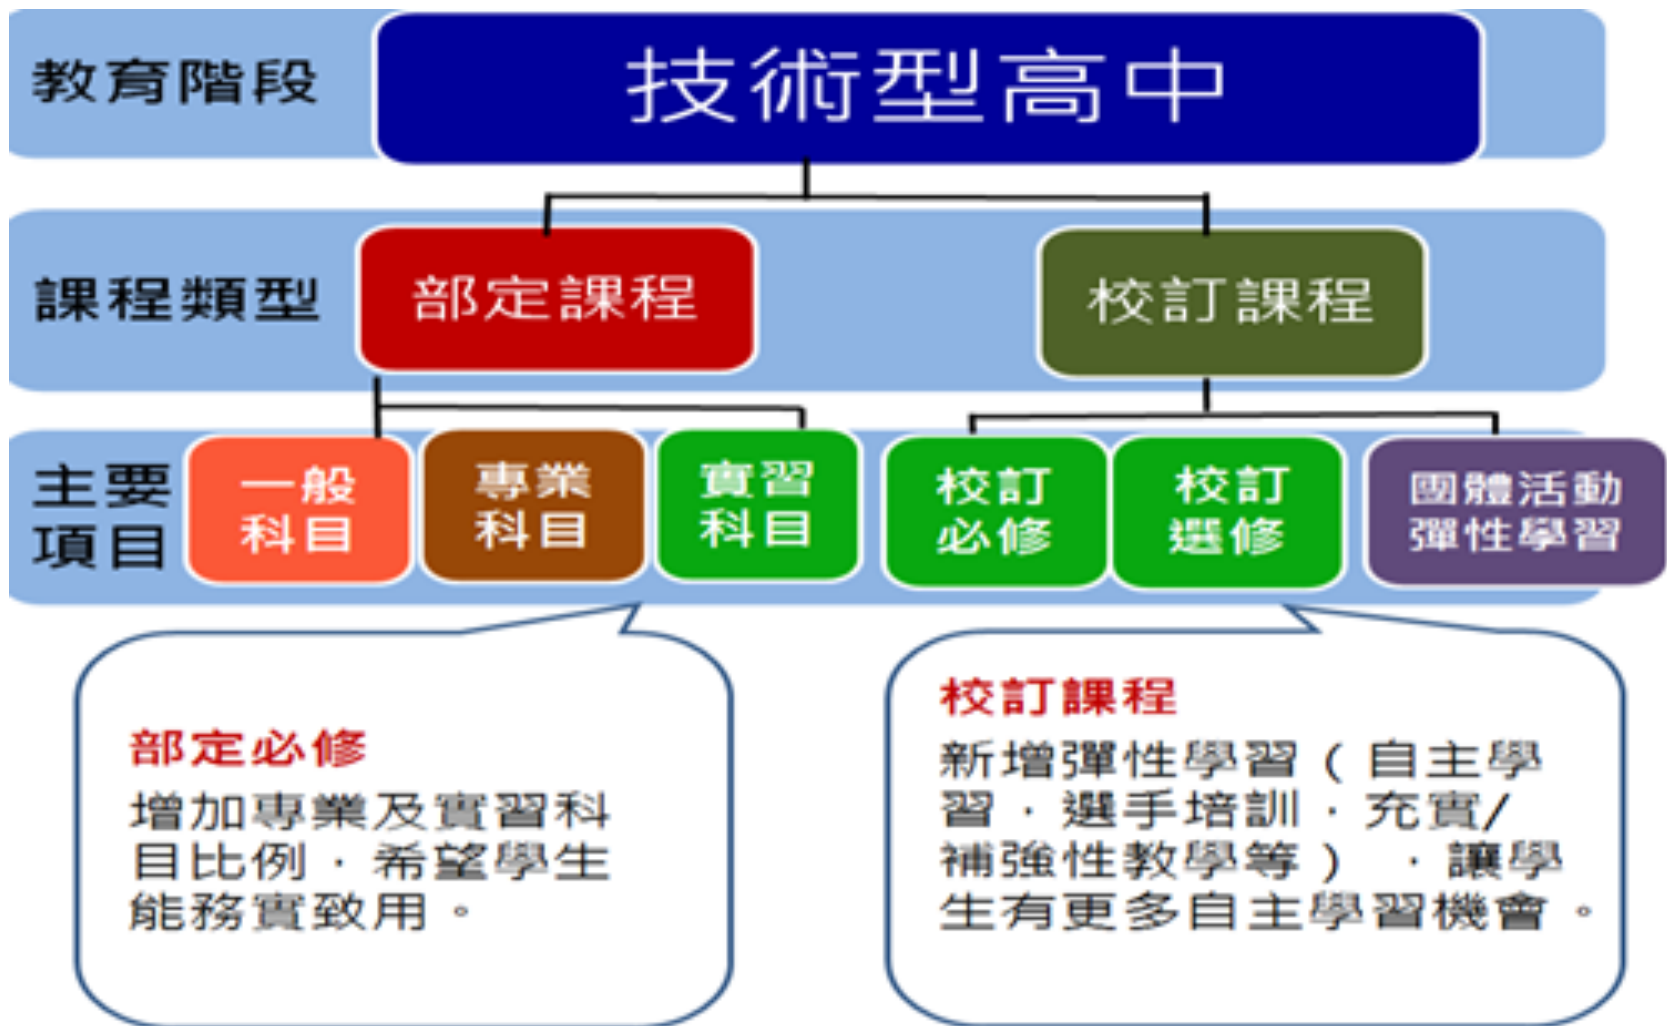 教育階段
技術型高中
課程類型
部定課程
校訂課程
主要
項目
一般
科目
專業
科目
實習
科目
校訂
必修
校訂
選修
團體活動
彈性學習
部定必修
增加專業及實習科
目比例，希望學生
能務實致用。
校訂課程
新增彈性學習（自主學
習，選手培訓，充實/
補強性教學等），讓學
生有更多自主學習機會。